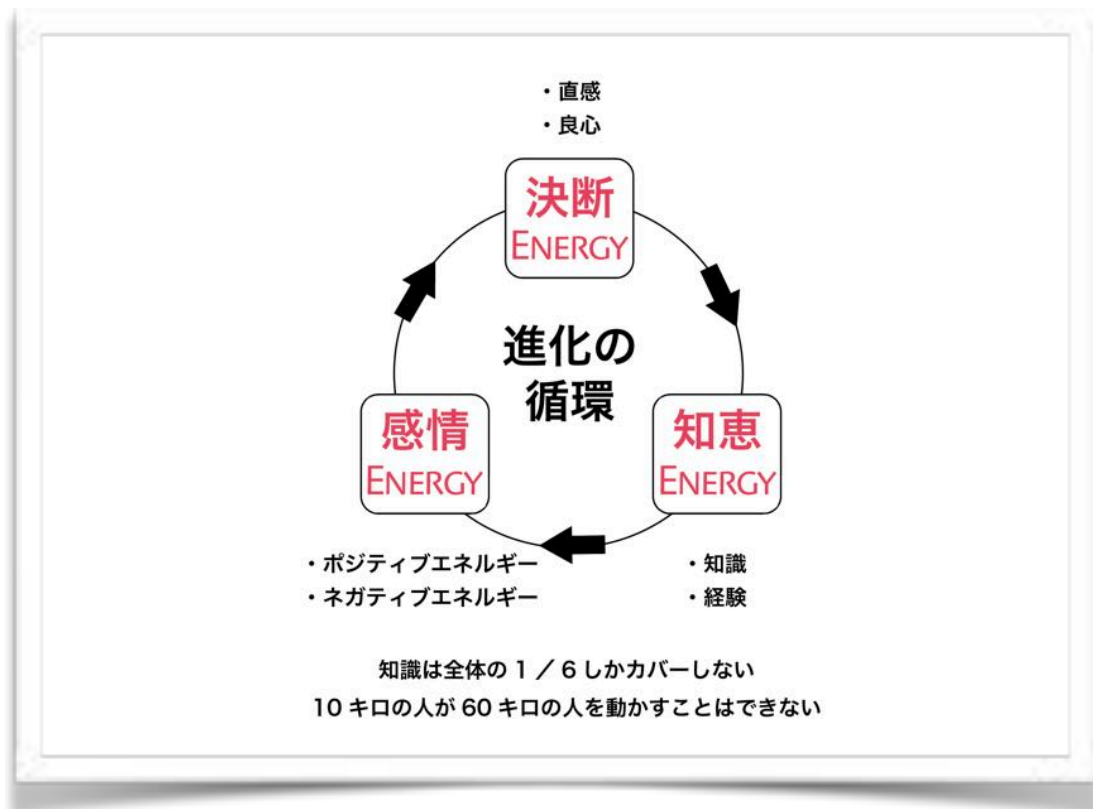 ・直感
・良心
決断
ENERGY
進化の
循環
感情
ENERGY
知恵
ENERGY
・ポジティブエネルギー
・ネガティブエネルギー
・知識
・経験
知識は全体の1／6しかカバーしない
10キロの人が60キロの人を動かすことはできない